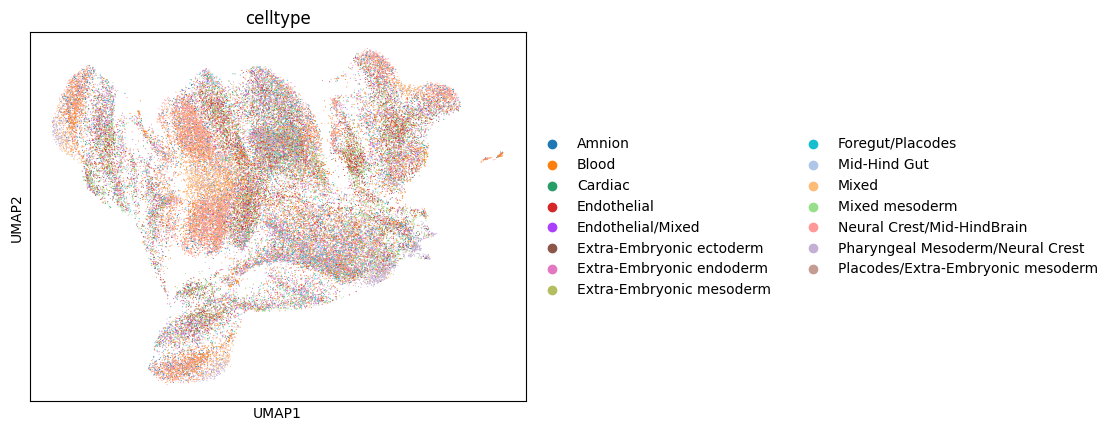 celltype
UMAP2
UMAP1
Amnion
Blood
Cardiac
Endothelial
Endothelial/Mixed
Extra-Embryonic ectoderm
Extra-Embryonic endoderm
Extra-Embryonic mesoderm
Foregut/Placodes
Mid-Hind Gut
Mixed
Mixed mesoderm
Neural Crest/Mid-HindBrain
Pharyngeal Mesoderm/Neural Crest
Placodes/Extra-Embryonic mesoderm